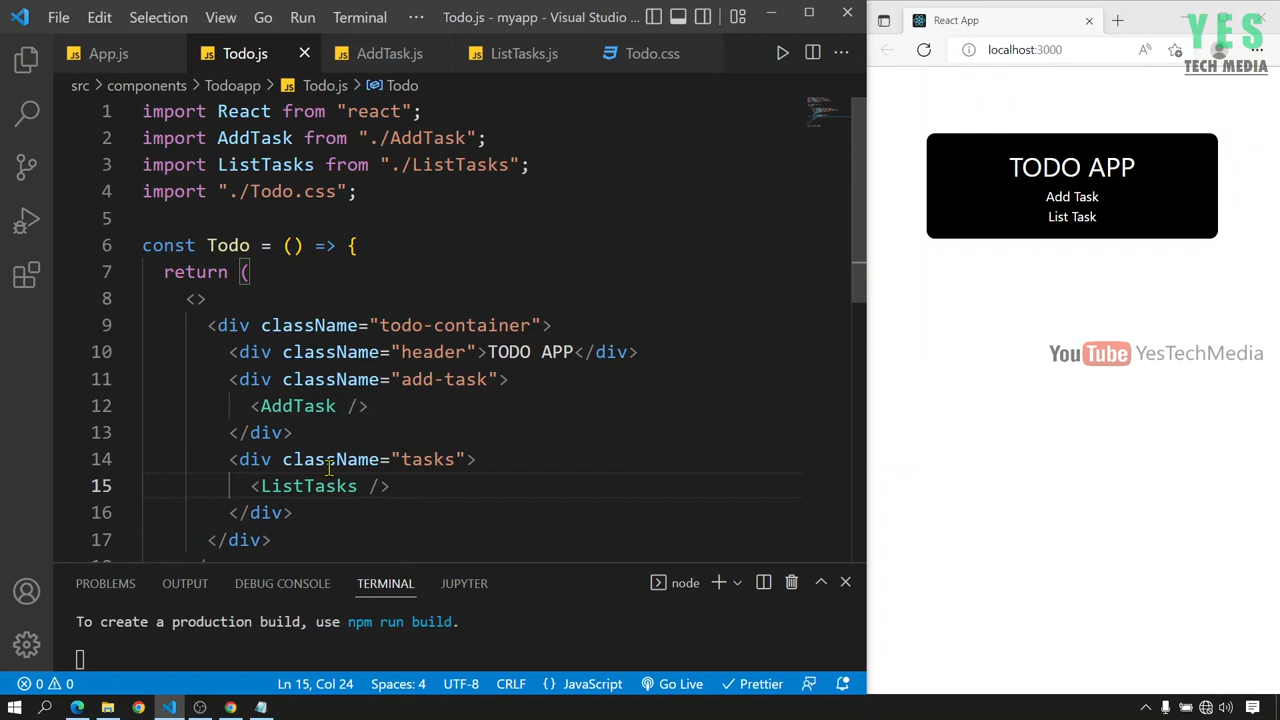 File Edit Selection View Go Run Terminal ··· Todo.js - myapp - Visual Studio ...
App.js Todo.js AddTask.js ListTasks.js Todo.css
src > components > Todoapp > Todo.js > Todo
1 import React from "react";
2 import AddTask from "./AddTask";
3 import ListTasks from "./ListTasks";
4 import "./Todo.css";
5
6 const Todo = () => {
7 return (
8 <>
9 <div className="todo-container">
10 <div className="header">TODO APP</div>
11 <div className="add-task">
12 <AddTask />
13 </div>
14 <div className="tasks">
15 <ListTasks />
16 </div>
17 </div>
PROBLEMS OUTPUT DEBUG CONSOLE TERMINAL JUPYTER node
To create a production build, use npm run build.
0 0 Ln 15, Col 24 Spaces: 4 UTF-8 CRLF {} JavaScript Go Live Prettier
React App
localhost:3000
YES
TECH MEDIA
TODO APP
Add Task
List Task
YouTube YesTechMedia